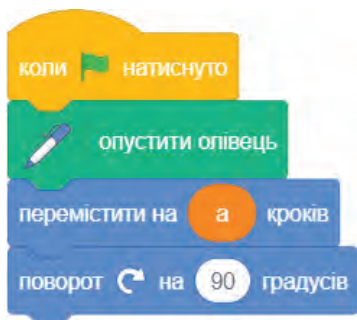 коли натиснуто
опустити олівець
перемістити на a кроків
поворот на 90 градусів